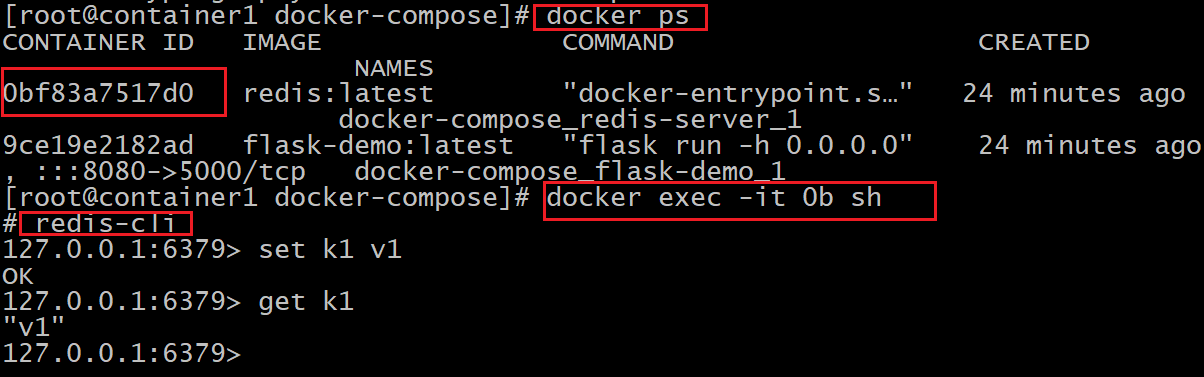 [root@container1 docker-compose]# docker ps
CONTAINER ID   IMAGE               COMMAND                   CREATED
NAMES
0bf83a7517d0   redis:latest        "docker-entrypoint.s…"   24 minutes ago
docker-compose_redis-server_1
9ce19e2182ad   flask-demo:latest   "flask run -h 0.0.0.0"    24 minutes ago
, :::8080->5000/tcp   docker-compose_flask-demo_1
[root@container1 docker-compose]# docker exec -it 0b sh
# redis-cli
127.0.0.1:6379> set k1 v1
OK
127.0.0.1:6379> get k1
"v1"
127.0.0.1:6379>